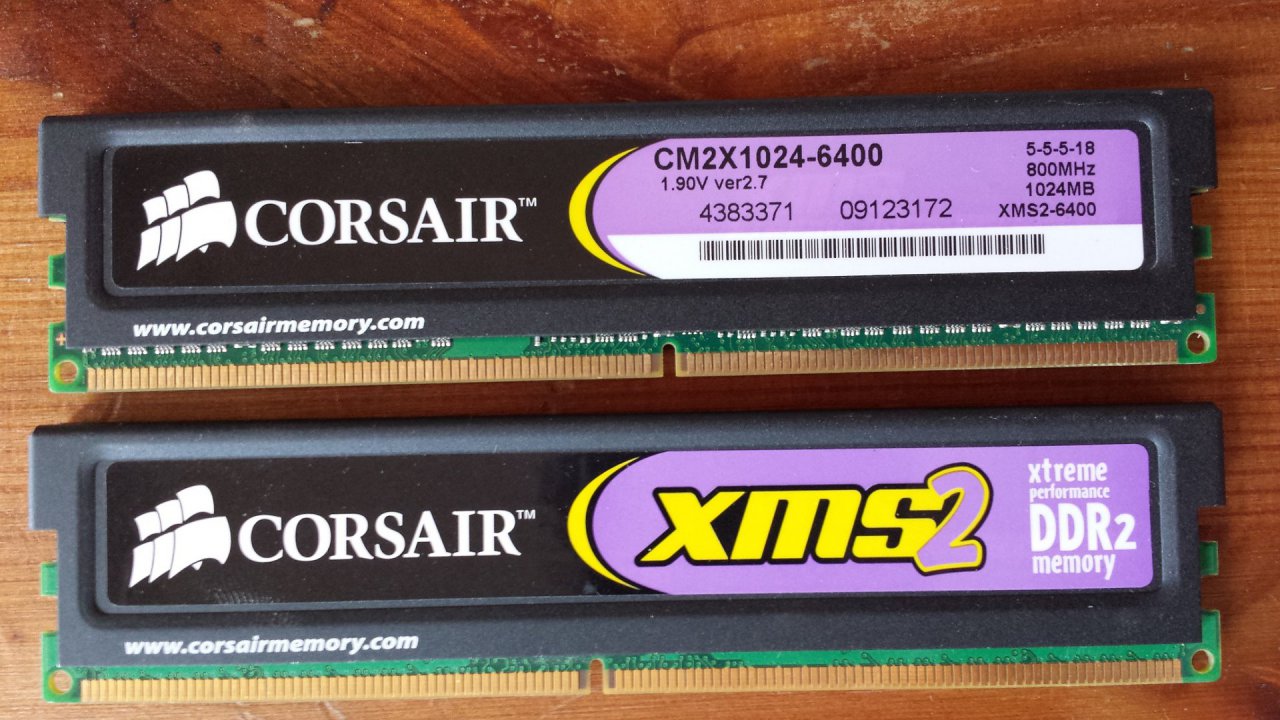 CORSAIR™
www.corsairmemory.com
CM2X1024-6400
1.90V ver2.7
4383371 09123172
5-5-5-18
800MHz
1024MB
XMS2-6400
CORSAIR™
www.corsairmemory.com
xms2
xtreme
performance
DDR2
memory